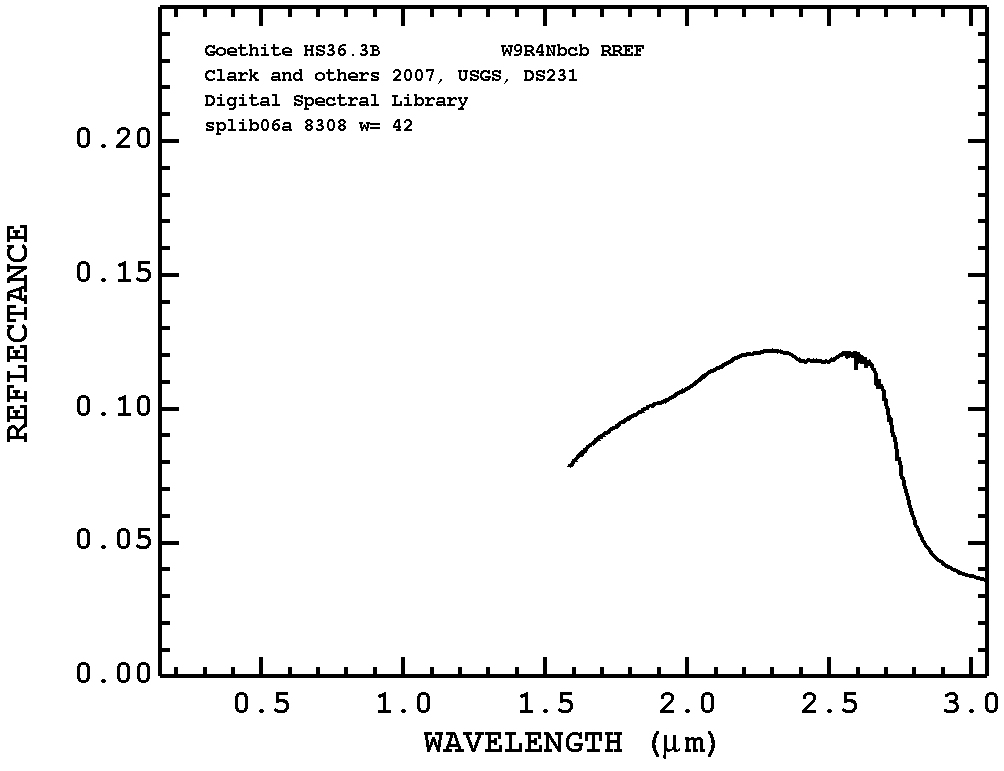 Goethite HS36.3B W9R4Nbcb RREF
Clark and others 2007, USGS, DS231
Digital Spectral Library
splib06a 8308 w= 42
REFLECTANCE
0.20
0.15
0.10
0.05
0.00
0.5 1.0 1.5 2.0 2.5 3.0
WAVELENGTH (μm)